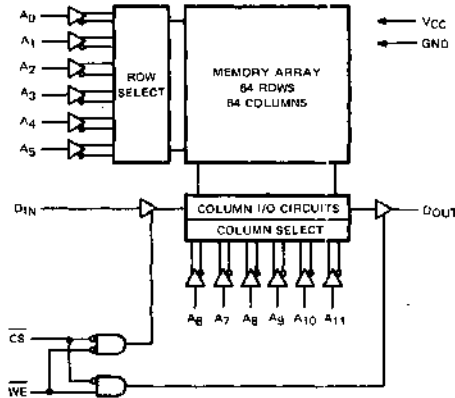 A0
A1
A2
A3
A4
A5
ROW
SELECT
MEMORY ARRAY
64 ROWS
64 COLUMNS
VCC
GND
DIN
COLUMN I/O CIRCUITS
COLUMN SELECT
DOUT
A6 A7 A8 A9 A10 A11
CS
WE